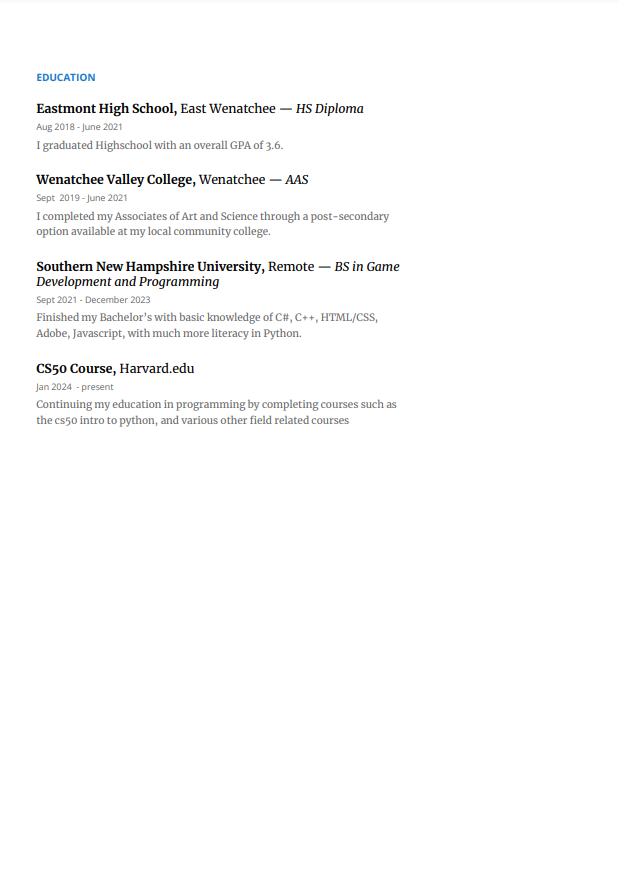 EDUCATION
Eastmont High School, East Wenatchee — HS Diploma
Aug 2018 - June 2021
I graduated Highschool with an overall GPA of 3.6.
Wenatchee Valley College, Wenatchee — AAS
Sept 2019 - June 2021
I completed my Associates of Art and Science through a post-secondary
option available at my local community college.
Southern New Hampshire University, Remote — BS in Game
Development and Programming
Sept 2021 - December 2023
Finished my Bachelor's with basic knowledge of C#, C++, HTML/CSS,
Adobe, Javascript, with much more literacy in Python.
CS50 Course, Harvard.edu
Jan 2024 - present
Continuing my education in programming by completing courses such as
the cs50 intro to python, and various other field related courses